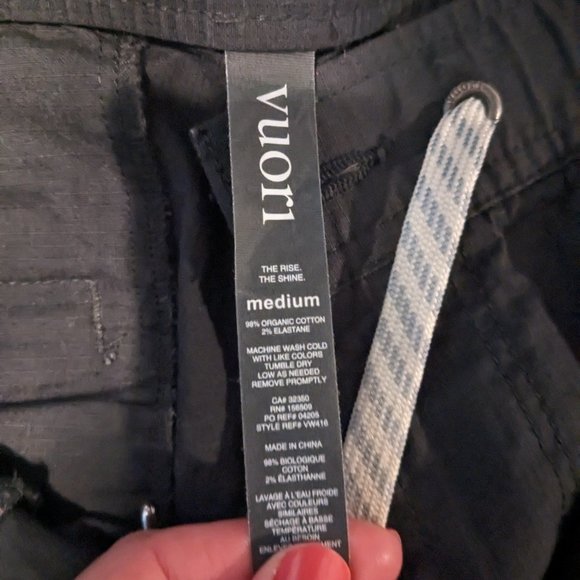 vuori
THE RISE.
THE SHINE.
medium
98% ORGANIC COTTON
2% ELASTANE
MACHINE WASH COLD
WITH LIKE COLORS
TUMBLE DRY
LOW AS NEEDED
REMOVE PROMPTLY
CA# 32350
RN# 156509
PO REF# 04205
STYLE REF# VW416
MADE IN CHINA
98% BIOLOGIQUE
COTON
2% ÉLASTHANNE
LAVAGE À L'EAU FROIDE
AVEC COULEURS
SIMILAIRES
SÉCHAGE À BASSE
TEMPÉRATURE
AU BESOIN